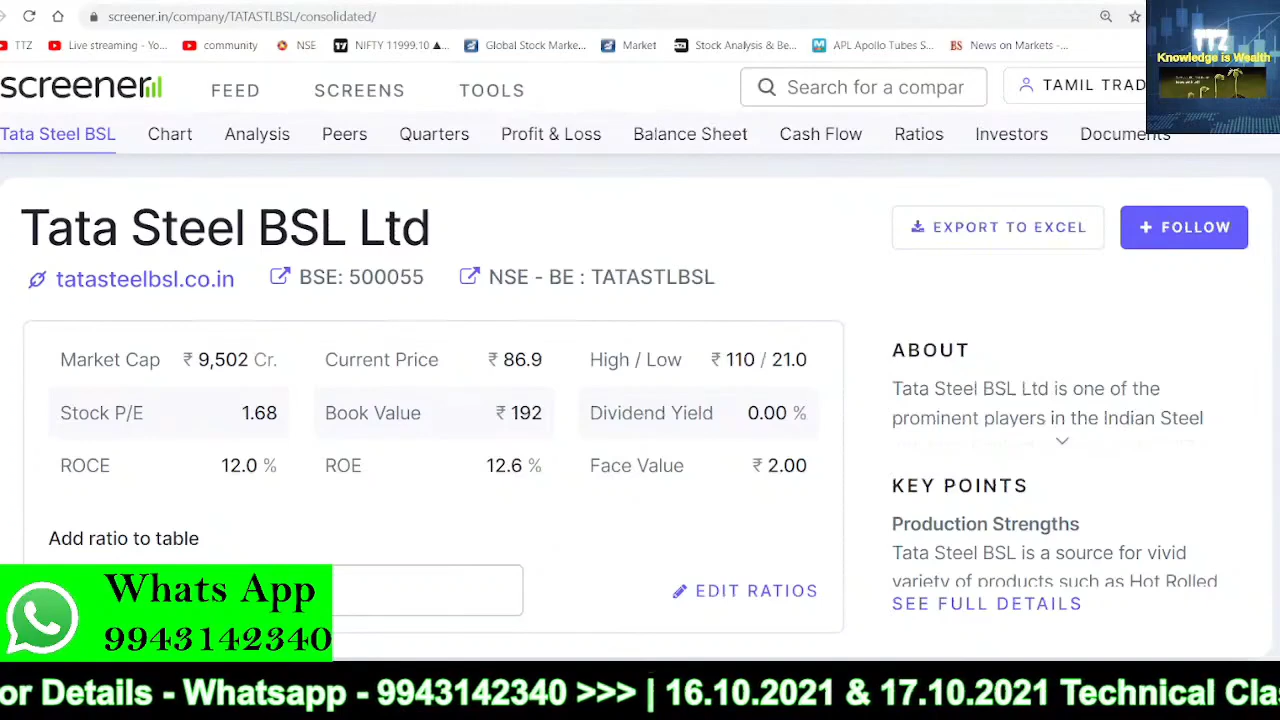 screener.in/company/TATASTLBSL/consolidated/
TTZ Live streaming - Yo... community NSE NIFTY 11999.10 ▲... Global Stock Marke... Market Stock Analysis & Be... APL Apollo Tubes S... News on Markets -...
TTZ
Knowledge is Wealth
screener FEED SCREENS TOOLS Search for a compar TAMIL TRAD
Tata Steel BSL Chart Analysis Peers Quarters Profit & Loss Balance Sheet Cash Flow Ratios Investors Documents
Tata Steel BSL Ltd EXPORT TO EXCEL + FOLLOW
tatasteelbsl.co.in BSE: 500055 NSE - BE : TATASTLBSL
Market Cap ₹ 9,502 Cr. Current Price ₹ 86.9 High / Low ₹ 110 / 21.0
Stock P/E 1.68 Book Value ₹ 192 Dividend Yield 0.00 %
ROCE 12.0 % ROE 12.6 % Face Value ₹ 2.00
Add ratio to table
EDIT RATIOS
ABOUT
Tata Steel BSL Ltd is one of the
prominent players in the Indian Steel
KEY POINTS
Production Strengths
Tata Steel BSL is a source for vivid
variety of products such as Hot Rolled
SEE FULL DETAILS
Whats App
9943142340
or Details - Whatsapp - 9943142340 >>> | 16.10.2021 & 17.10.2021 Technical Cla